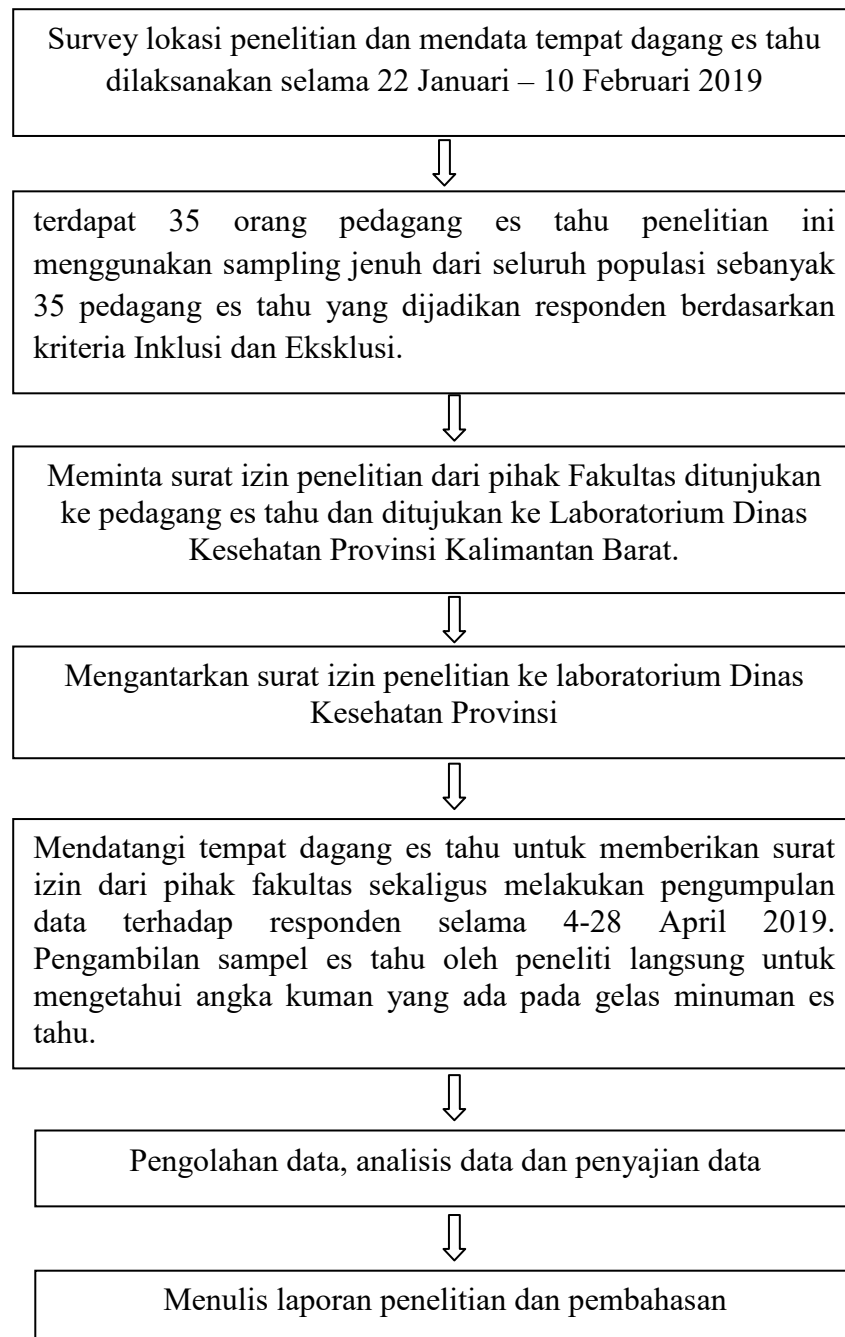 Survey lokasi penelitian dan mendata tempat dagang es tahu
dilaksanakan selama 22 Januari – 10 Februari 2019
terdapat 35 orang pedagang es tahu penelitian ini
menggunakan sampling jenuh dari seluruh populasi sebanyak
35 pedagang es tahu yang dijadikan responden berdasarkan
kriteria Inklusi dan Eksklusi.
Meminta surat izin penelitian dari pihak Fakultas ditunjukan
ke pedagang es tahu dan ditujukan ke Laboratorium Dinas
Kesehatan Provinsi Kalimantan Barat.
Mengantarkan surat izin penelitian ke laboratorium Dinas
Kesehatan Provinsi
Mendatangi tempat dagang es tahu untuk memberikan surat
izin dari pihak fakultas sekaligus melakukan pengumpulan
data terhadap responden selama 4-28 April 2019.
Pengambilan sampel es tahu oleh peneliti langsung untuk
mengetahui angka kuman yang ada pada gelas minuman es
tahu.
Pengolahan data, analisis data dan penyajian data
Menulis laporan penelitian dan pembahasan